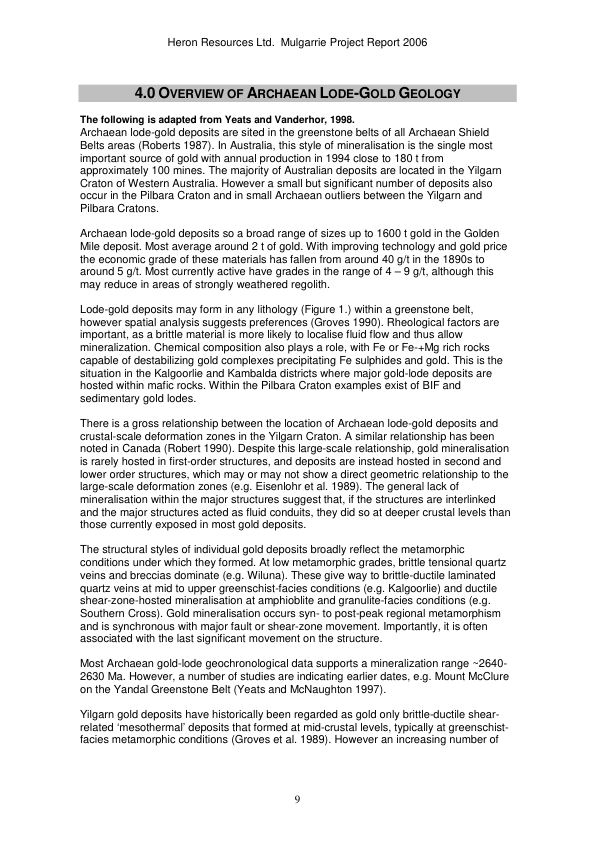 Heron Resources Ltd.  Mulgarrie Project Report 2006
4.0 OVERVIEW OF ARCHAEAN LODE-GOLD GEOLOGY
The following is adapted from Yeats and Vanderhor, 1998.
Archaean lode-gold deposits are sited in the greenstone belts of all Archaean Shield
Belts areas (Roberts 1987). In Australia, this style of mineralisation is the single most
important source of gold with annual production in 1994 close to 180 t from
approximately 100 mines. The majority of Australian deposits are located in the Yilgarn
Craton of Western Australia. However a small but significant number of deposits also
occur in the Pilbara Craton and in small Archaean outliers between the Yilgarn and
Pilbara Cratons.
Archaean lode-gold deposits so a broad range of sizes up to 1600 t gold in the Golden
Mile deposit. Most average around 2 t of gold. With improving technology and gold price
the economic grade of these materials has fallen from around 40 g/t in the 1890s to
around 5 g/t. Most currently active have grades in the range of 4 – 9 g/t, although this
may reduce in areas of strongly weathered regolith.
Lode-gold deposits may form in any lithology (Figure 1.) within a greenstone belt,
however spatial analysis suggests preferences (Groves 1990). Rheological factors are
important, as a brittle material is more likely to localise fluid flow and thus allow
mineralization. Chemical composition also plays a role, with Fe or Fe-+Mg rich rocks
capable of destabilizing gold complexes precipitating Fe sulphides and gold. This is the
situation in the Kalgoorlie and Kambalda districts where major gold-lode deposits are
hosted within mafic rocks. Within the Pilbara Craton examples exist of BIF and
sedimentary gold lodes.
There is a gross relationship between the location of Archaean lode-gold deposits and
crustal-scale deformation zones in the Yilgarn Craton. A similar relationship has been
noted in Canada (Robert 1990). Despite this large-scale relationship, gold mineralisation
is rarely hosted in first-order structures, and deposits are instead hosted in second and
lower order structures, which may or may not show a direct geometric relationship to the
large-scale deformation zones (e.g. Eisenlohr et al. 1989). The general lack of
mineralisation within the major structures suggest that, if the structures are interlinked
and the major structures acted as fluid conduits, they did so at deeper crustal levels than
those currently exposed in most gold deposits.
The structural styles of individual gold deposits broadly reflect the metamorphic
conditions under which they formed. At low metamorphic grades, brittle tensional quartz
veins and breccias dominate (e.g. Wiluna). These give way to brittle-ductile laminated
quartz veins at mid to upper greenschist-facies conditions (e.g. Kalgoorlie) and ductile
shear-zone-hosted mineralisation at amphioblite and granulite-facies conditions (e.g.
Southern Cross). Gold mineralisation occurs syn- to post-peak regional metamorphism
and is synchronous with major fault or shear-zone movement. Importantly, it is often
associated with the last significant movement on the structure.
Most Archaean gold-lode geochronological data supports a mineralization range ~2640-
2630 Ma. However, a number of studies are indicating earlier dates, e.g. Mount McClure
on the Yandal Greenstone Belt (Yeats and McNaughton 1997).
Yilgarn gold deposits have historically been regarded as gold only brittle-ductile shear-
related ‘mesothermal’ deposits that formed at mid-crustal levels, typically at greenschist-
facies metamorphic conditions (Groves et al. 1989). However an increasing number of
9